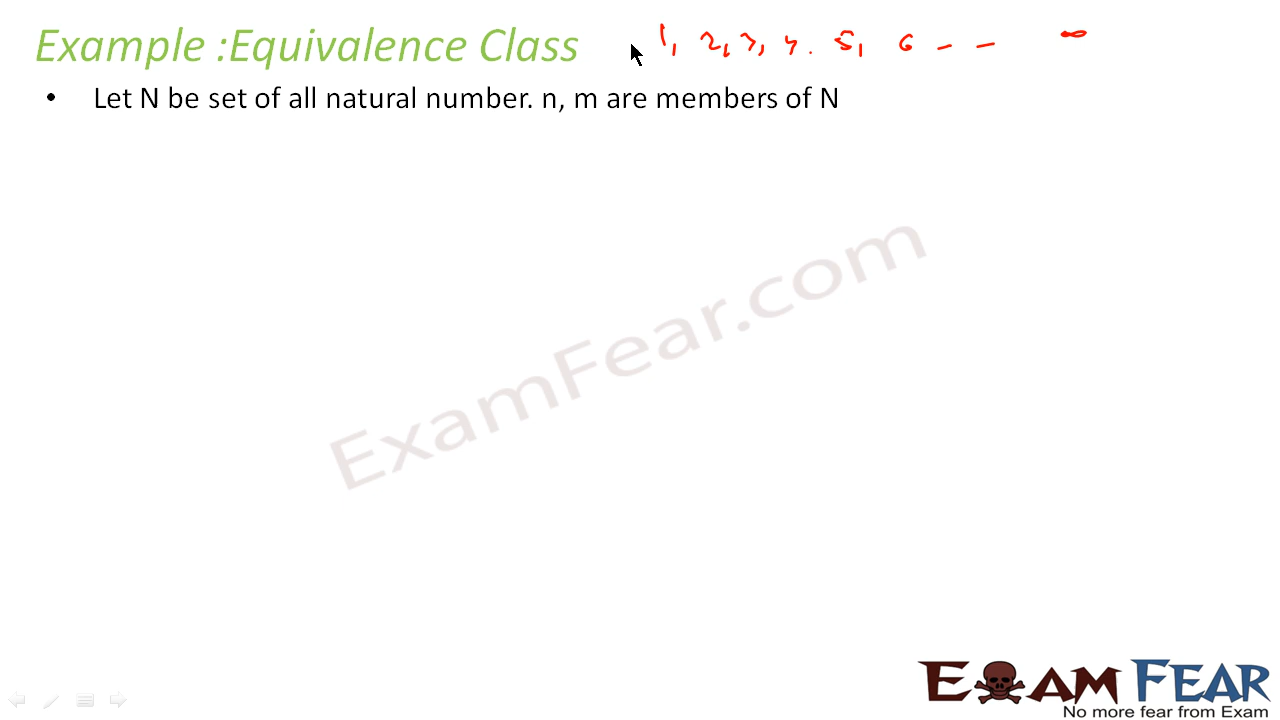 Example :Equivalence Class
1, 2, 3, 4. 5, 6 - - ∞
• Let N be set of all natural number. n, m are members of N
ExamFear.com
EXAM FEAR
No more fear from Exam